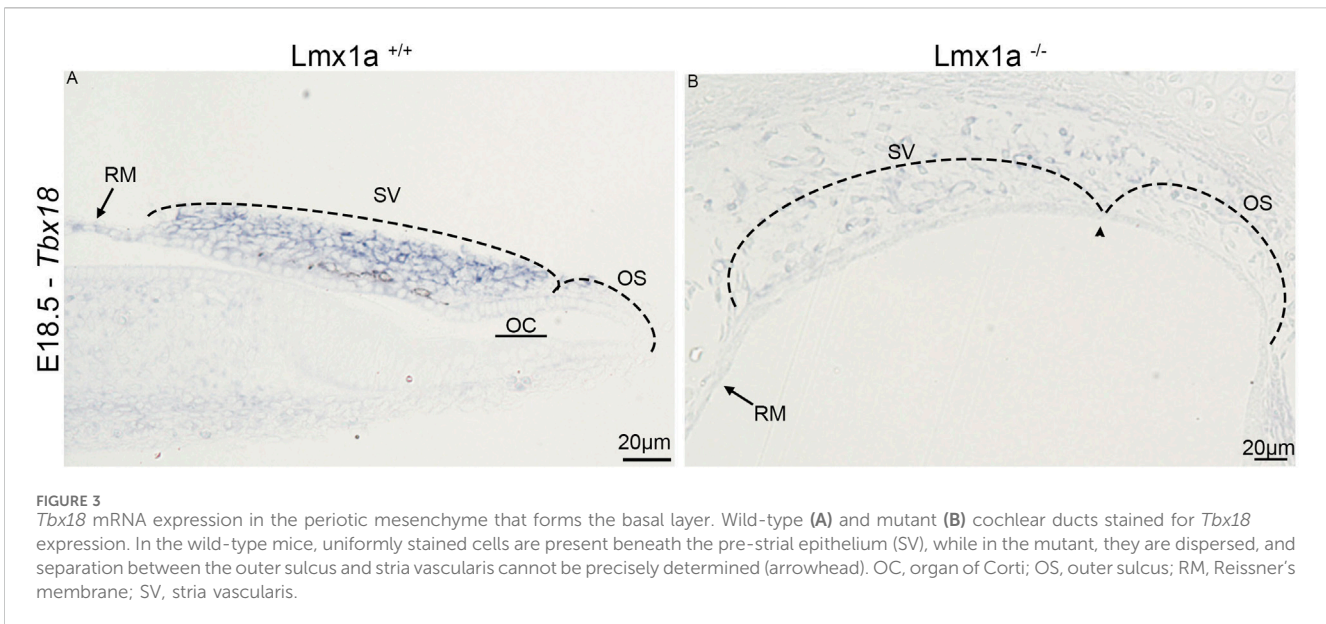 Lmx1a +/+
Lmx1a -/-
A
B
E18.5 - Tbx18
RM
SV
OS
OC
20µm
SV
OS
RM
20µm
FIGURE 3
Tbx18 mRNA expression in the periotic mesenchyme that forms the basal layer. Wild-type (A) and mutant (B) cochlear ducts stained for Tbx18
expression. In the wild-type mice, uniformly stained cells are present beneath the pre-strial epithelium (SV), while in the mutant, they are dispersed, and
separation between the outer sulcus and stria vascularis cannot be precisely determined (arrowhead). OC, organ of Corti; OS, outer sulcus; RM, Reissner’s
membrane; SV, stria vascularis.